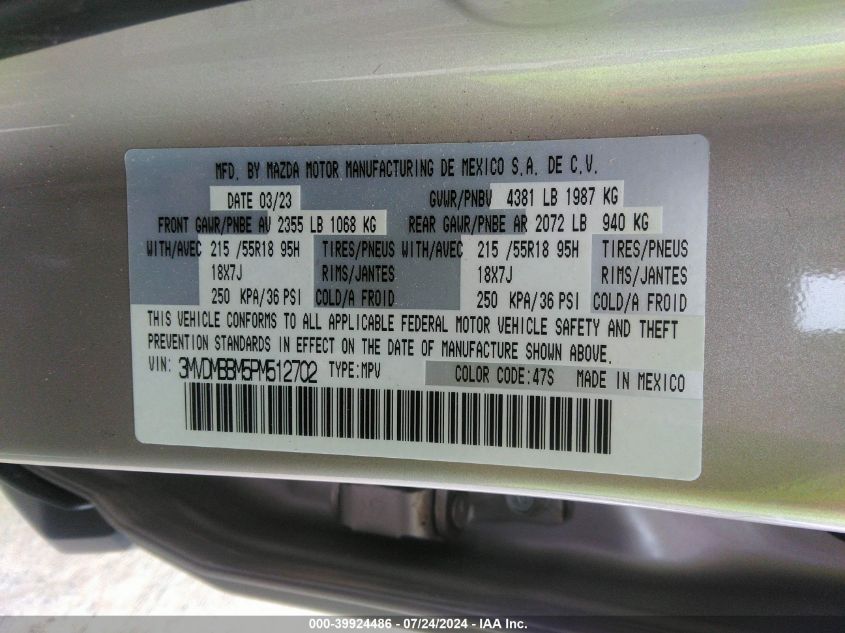 MFD. BY MAZDA MOTOR MANUFACTURING DE MEXICO S.A. DE C.V.
DATE 03/23 GVWR/PNBV 4381 LB 1987 KG
FRONT GAWR/PNBE AV 2355 LB 1068 KG REAR GAWR/PNBE AR 2072 LB 940 KG
WITH/AVEC 215 /55R18 95H TIRES/PNEUS WITH/AVEC 215 /55R18 95H TIRES/PNEUS
18X7J RIMS/JANTES 18X7J RIMS/JANTES
250 KPA/36 PSI COLD/A FROID 250 KPA/36 PSI COLD/A FROID
THIS VEHICLE CONFORMS TO ALL APPLICABLE FEDERAL MOTOR VEHICLE SAFETY AND THEFT
PREVENTION STANDARDS IN EFFECT ON THE DATE OF MANUFACTURE SHOWN ABOVE.
VIN: 3MVDMBBM5PM512702 TYPE:MPV COLOR CODE:47S MADE IN MEXICO
000-39924486 - 07/24/2024 - IAA Inc.